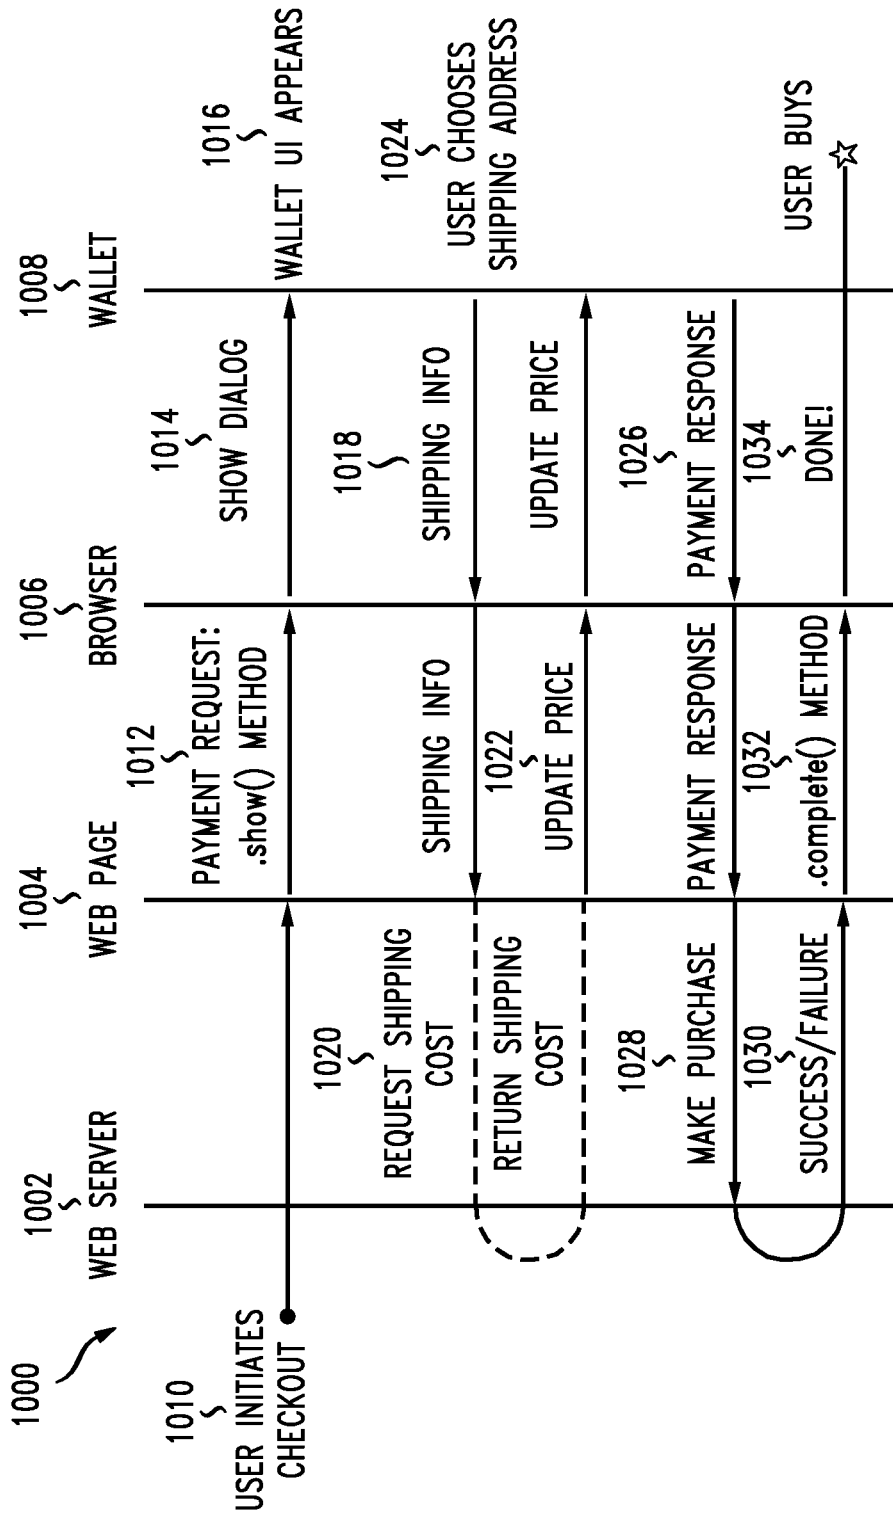 1000
1002
WEB SERVER
1004
WEB PAGE
1006
BROWSER
1008
WALLET
1010
USER INITIATES
CHECKOUT
1012
PAYMENT REQUEST:
.show() METHOD
1014
SHOW DIALOG
1016
WALLET UI APPEARS
1020
REQUEST SHIPPING
COST
SHIPPING INFO
1018
SHIPPING INFO
1024
USER CHOOSES
SHIPPING ADDRESS
RETURN SHIPPING
COST
1022
UPDATE PRICE
UPDATE PRICE
1028
MAKE PURCHASE
PAYMENT RESPONSE
1026
PAYMENT RESPONSE
1030
SUCCESS/FAILURE
1032
.complete() METHOD
1034
DONE!
USER BUYS